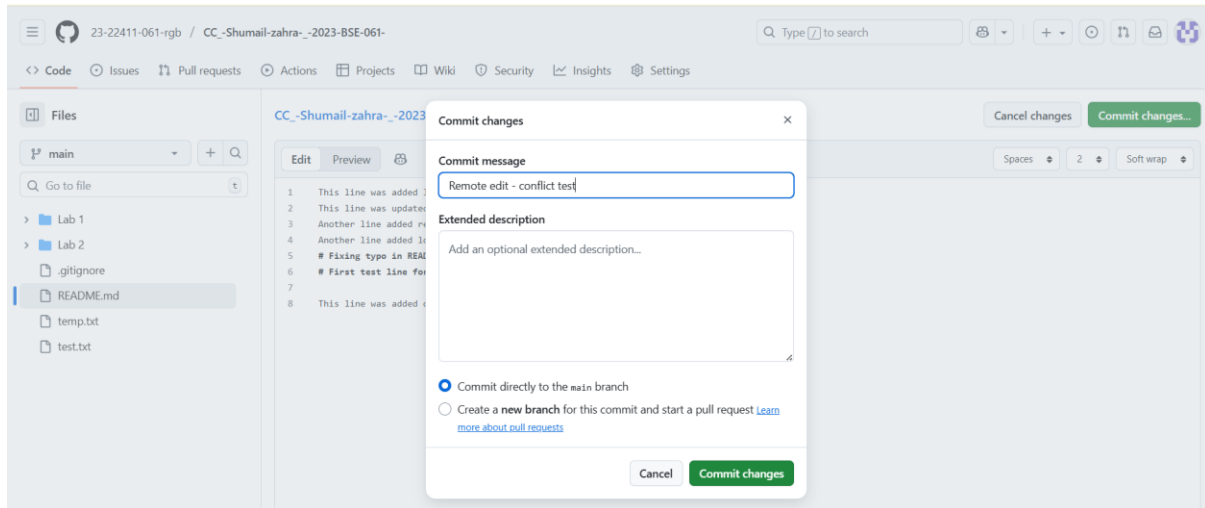 23-22411-061-rgb / CC_-Shumail-zahra-_-2023-BSE-061-
Type / to search
Code Issues Pull requests Actions Projects Wiki Security Insights Settings
Files
main
Go to file
t
Lab 1
Lab 2
.gitignore
README.md
temp.txt
test.txt
CC_-Shumail-zahra-_-2023
Cancel changes Commit changes...
Edit Preview
Spaces 2 Soft wrap
1 This line was added
2 This line was updated
3 Another line added re
4 Another line added lo
5 # Fixing typo in READ
6 # First test line for
7
8 This line was added
Commit changes
Commit message
Remote edit - conflict test
Extended description
Add an optional extended description...
Commit directly to the main branch
Create a new branch for this commit and start a pull request Learn
more about pull requests
Cancel Commit changes